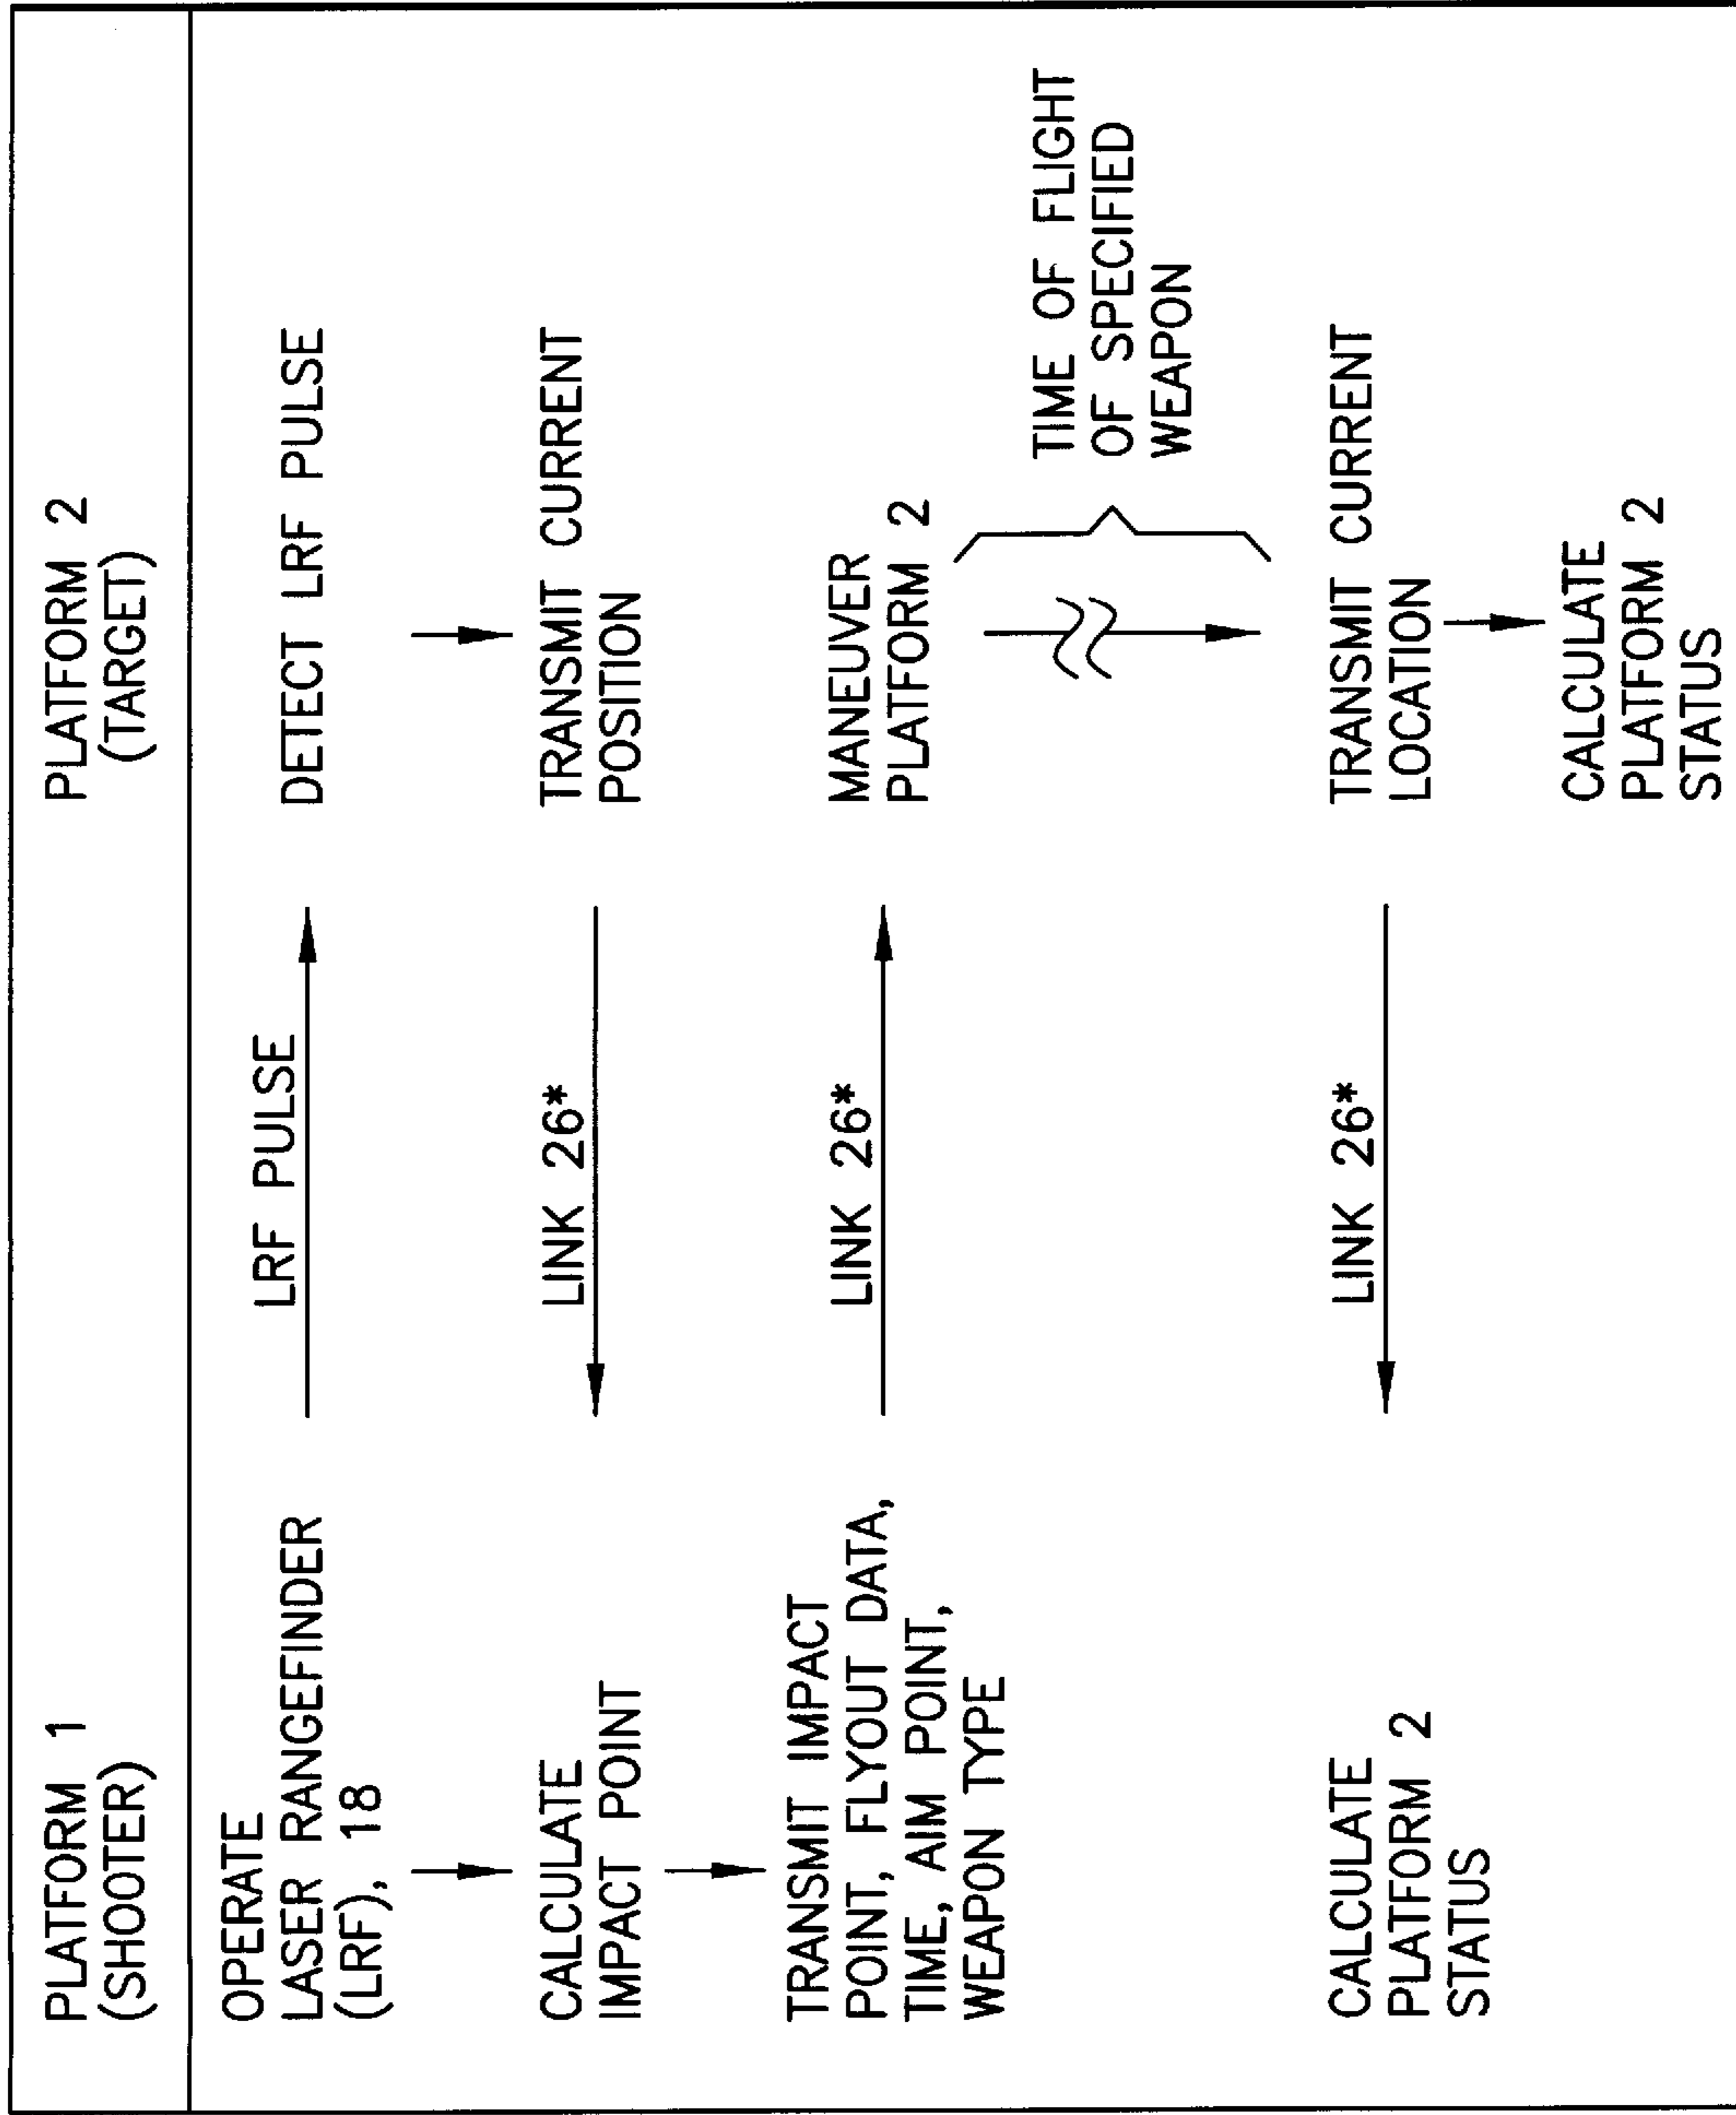 PLATFORM 1
(SHOOTER)
PLATFORM 2
(TARGET)
OPERATE
LASER RANGEFINDER
(LRF), 18
LRF PULSE
DETECT LRF PULSE
CALCULATE
IMPACT POINT
LINK 26*
TRANSMIT CURRENT
POSITION
TRANSMIT IMPACT
POINT, FLYOUT DATA,
TIME, AIM POINT,
WEAPON TYPE
LINK 26*
MANEUVER
PLATFORM 2
TIME OF FLIGHT
OF SPECIFIED
WEAPON
CALCULATE
PLATFORM 2
STATUS
LINK 26*
TRANSMIT CURRENT
LOCATION
CALCULATE
PLATFORM 2
STATUS